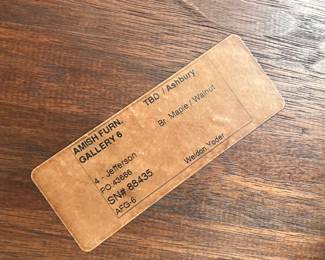 AMISH FURN. TBD / Ashbury
GALLERY 6
Br. Maple / Walnut
4 - Jefferson
PO 43666
SN# 88435 Weldon Yoder
AFG-6